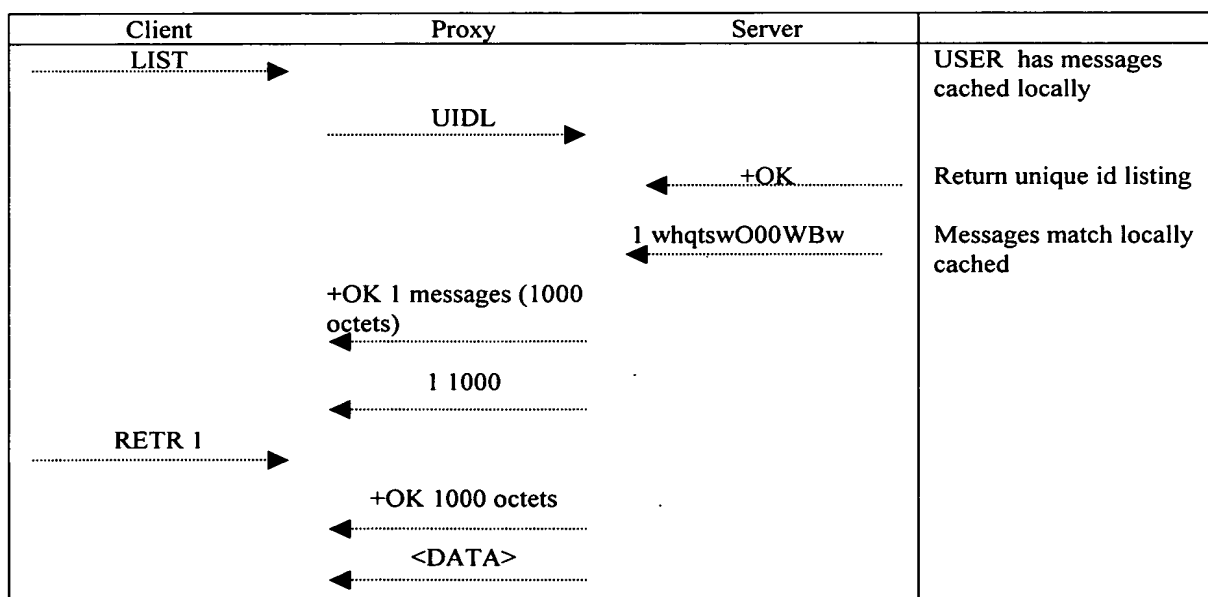 Client Proxy Server
LIST
USER has messages
cached locally
UIDL
+OK
Return unique id listing
1 whqtswO00WBw
Messages match locally
cached
+OK 1 messages (1000
octets)
1 1000
RETR 1
+OK 1000 octets
<DATA>